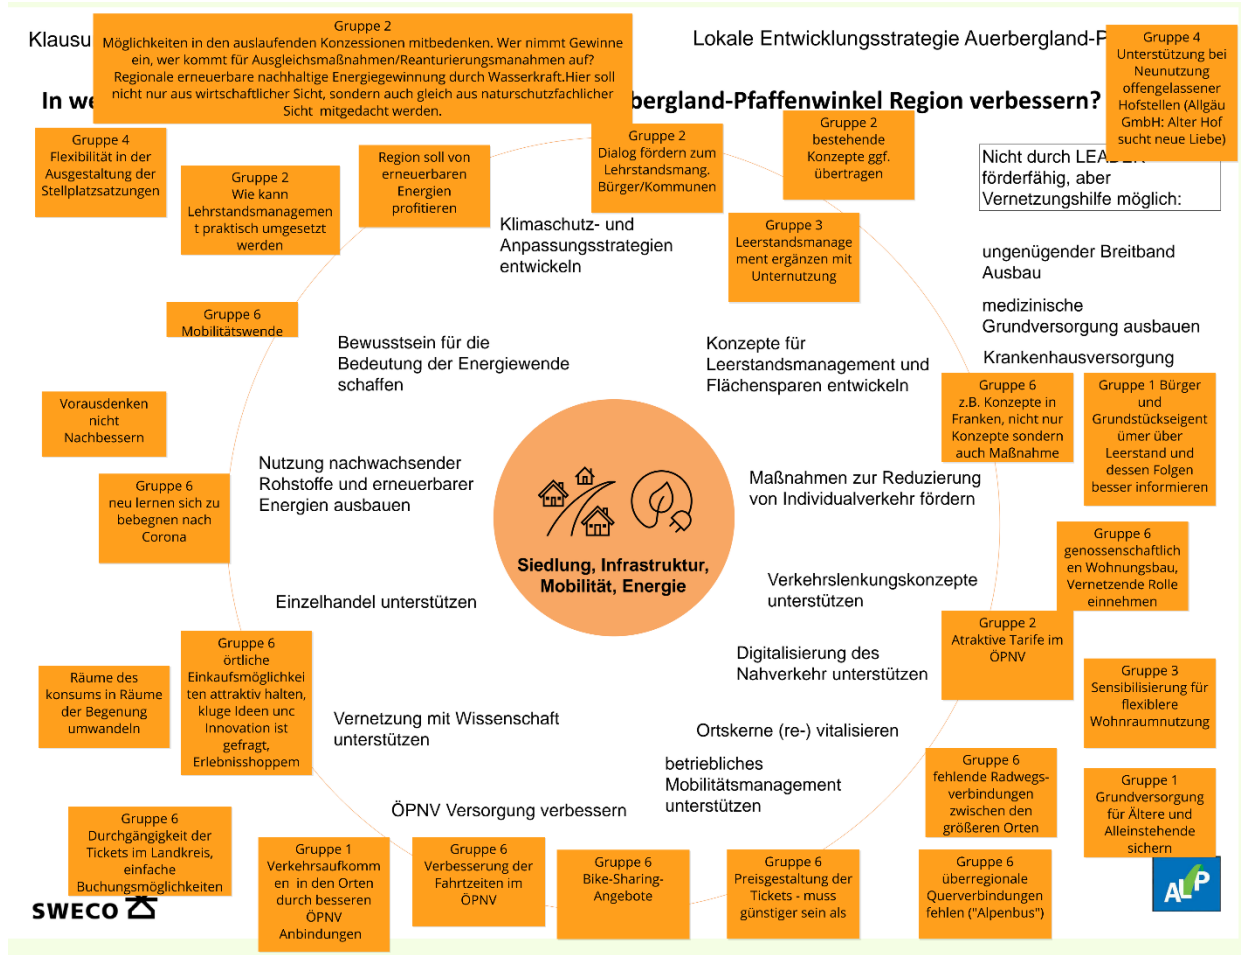 Klausu
Lokale Entwicklungsstrategie Auerbergland-P
In we
bergland-Pfaffenwinkel Region verbessern?
Gruppe 2
Möglichkeiten in den auslaufenden Konzessionen mitbedenken. Wer nimmt Gewinne
ein, wer kommt für Ausgleichsmaßnahmen/Reanturierungsmanahmen auf?
Regionale erneuerbare nachhaltige Energiegewinnung durch Wasserkraft.Hier soll
nicht nur aus wirtschaftlicher Sicht, sondern auch gleich aus naturschutzfachlicher
Sicht mitgedacht werden.
Gruppe 4
Unterstützung bei
Neunutzung
offengelassener
Hofstellen (Allgäu
GmbH: Alter Hof
sucht neue Liebe)
Gruppe 4
Flexibilität in der
Ausgestaltung der
Stellplatzsatzungen
Gruppe 2
Wie kann
Lehrstandsmanagemen
t praktisch umgesetzt
werden
Region soll von
erneuerbaren
Energien
profitieren
Gruppe 2
Dialog fördern zum
Lehrstandsmang.
Bürger/Kommunen
Gruppe 2
bestehende
Konzepte ggf.
übertragen
Gruppe 3
Leerstandsmanage
ment ergänzen mit
Unternutzung
Nicht durch LEADER
förderfähig, aber
Vernetzungshilfe möglich:
ungenügender Breitband
Ausbau
medizinische
Grundversorgung ausbauen
Krankenhausversorgung
Klimaschutz- und
Anpassungsstrategien
entwickeln
Gruppe 6
Mobilitätswende
Bewusstsein für die
Bedeutung der Energiewende
schaffen
Konzepte für
Leerstandsmanagement und
Flächensparen entwickeln
Gruppe 6
z.B. Konzepte in
Franken, nicht nur
Konzepte sondern
auch Maßnahme
Gruppe 1 Bürger
und
Grundstückseigent
ümer über
Leerstand und
dessen Folgen
besser informieren
Vorausdenken
nicht
Nachbessern
Gruppe 6
neu lernen sich zu
bebegnen nach
Corona
Nutzung nachwachsender
Rohstoffe und erneuerbarer
Energien ausbauen
Maßnahmen zur Reduzierung
von Individualverkehr fördern
Siedlung, Infrastruktur,
Mobilität, Energie
Gruppe 6
genossenschaftlich
en Wohnungsbau,
Vernetzende Rolle
einnehmen
Verkehrslenkungskonzepte
unterstützen
Einzelhandel unterstützen
Gruppe 2
Atraktive Tarife im
ÖPNV
Gruppe 6
örtliche
Einkaufsmöglichkei
ten attraktiv halten,
kluge Ideen unc
Innovation ist
gefragt,
Erlebnisshoppem
Räume des
konsums in Räume
der Begenung
umwandeln
Digitalisierung des
Nahverkehr unterstützen
Gruppe 3
Sensibilisierung für
flexiblere
Wohnraumnutzung
Vernetzung mit Wissenschaft
unterstützen
Ortskerne (re-) vitalisieren
betriebliches
Mobilitätsmanagement
unterstützen
Gruppe 6
fehlende Radwegs-
verbindungen
zwischen den
größeren Orten
Gruppe 1
Grundversorgung
für Ältere und
Alleinstehende
sichern
ÖPNV Versorgung verbessern
Gruppe 6
Durchgängigkeit der
Tickets im Landkreis,
einfache
Buchungsmöglichkeiten
Gruppe 1
Verkehrsaufkomm
en in den Orten
durch besseren
ÖPNV
Anbindungen
Gruppe 6
Verbesserung der
Fahrtzeiten im
ÖPNV
Gruppe 6
Bike-Sharing-
Angebote
Gruppe 6
Preisgestaltung der
Tickets - muss
günstiger sein als
Gruppe 6
überregionale
Querverbindungen
fehlen ("Alpenbus")
SWECO
ALP